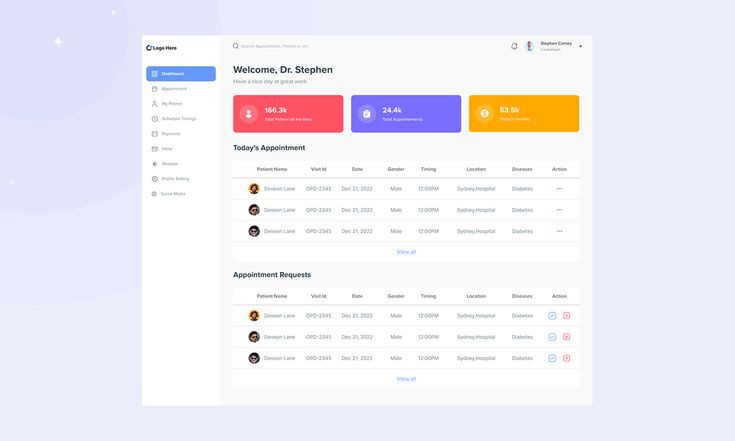 Logo Here
Search Appointment, Patient or etc
Stephen Conley
Cardiologist
Dashboard
Appointment
My Patinet
Schedule Timings
Payments
Inbox
Reviews
Profile Setting
Social Media
Welcome, Dr. Stephen
Have a nice day at great work
166.3k
Total Patient all the time
24.4k
Total Appointements
53.5k
Today's Income
Today's Appointment
Patient Name Visit Id Date Gender Timing Location Diseases Action
Deveon Lane OPD-2345 Dec 21, 2022 Male 12:00PM Sydney,Hospital Diabetes
Deveon Lane OPD-2345 Dec 21, 2022 Male 12:00PM Sydney,Hospital Diabetes
Deveon Lane OPD-2345 Dec 21, 2022 Male 12:00PM Sydney,Hospital Diabetes
View all
Appointment Requests
Patient Name Visit Id Date Gender Timing Location Diseases Action
Deveon Lane OPD-2345 Dec 21, 2022 Male 12:00PM Sydney,Hospital Diabetes
Deveon Lane OPD-2345 Dec 21, 2022 Male 12:00PM Sydney,Hospital Diabetes
Deveon Lane OPD-2345 Dec 21, 2022 Male 12:00PM Sydney,Hospital Diabetes
View all